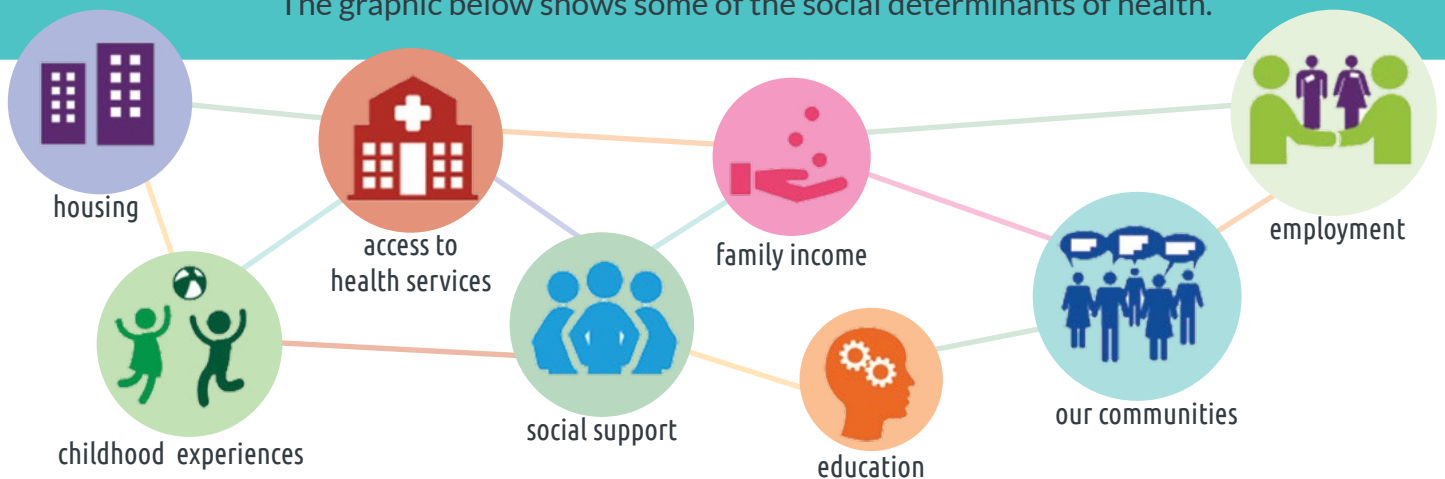 The graphic below shows some of the social determinants of health.
housing
access to
health services
family income
employment
childhood experiences
social support
education
our communities